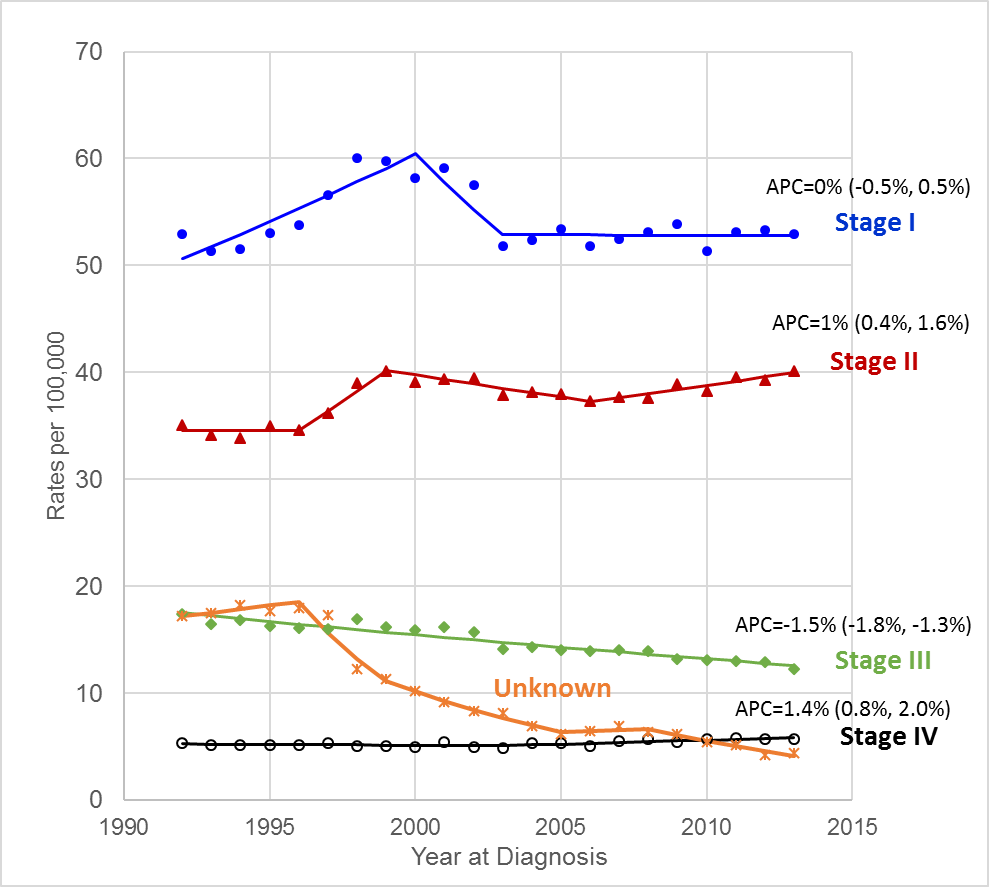 70
60
APC=0% (-0.5%, 0.5%)
Stage I
50
APC=1% (0.4%, 1.6%)
Stage II
40
Rates per 100,000
30
20
APC=-1.5% (-1.8%, -1.3%)
Stage III
Unknown
10
APC=1.4% (0.8%, 2.0%)
Stage IV
0
1990 1995 2000 2005 2010 2015
Year at Diagnosis